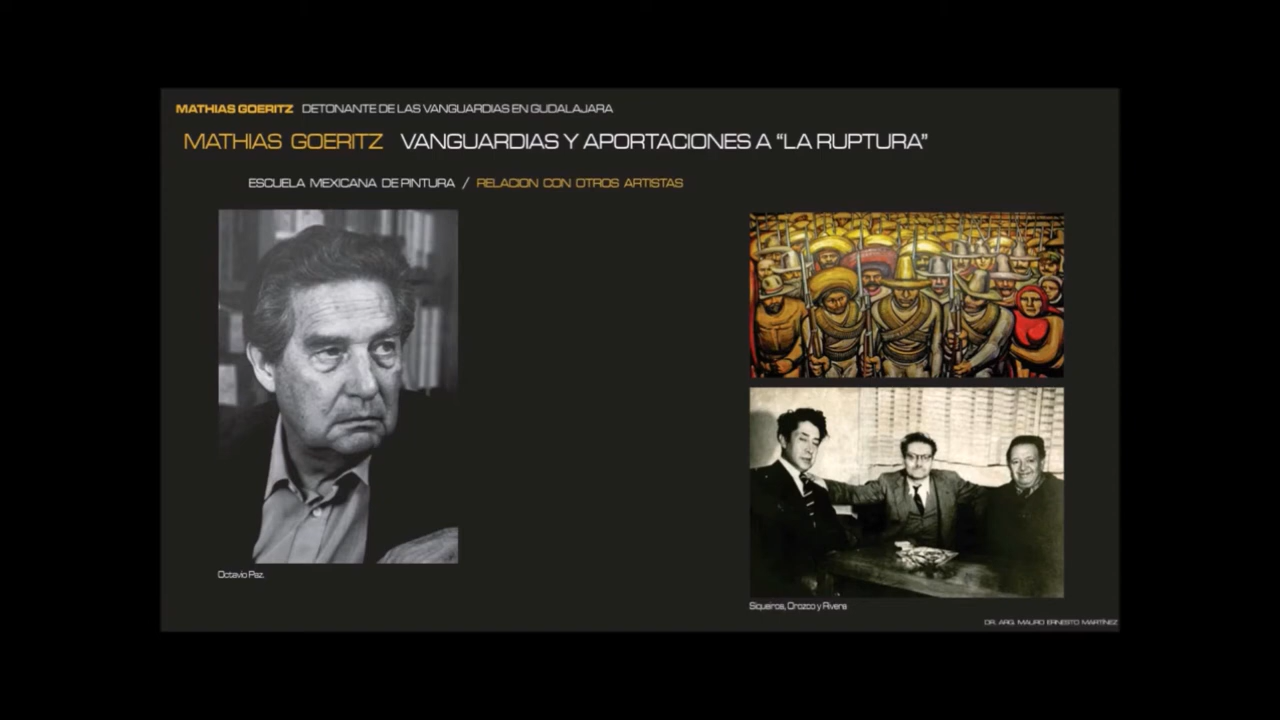 MATHIAS GOERITZ DETONANTE DE LAS VANGUARDIAS EN GUDALAJARA
MATHIAS GOERITZ VANGUARDIAS Y APORTACIONES A “LA RUPTURA”
ESCUELA MEXICANA DE PINTURA / RELACION CON OTROS ARTISTAS
Octavio Paz.
Siqueiros, Orozco y Rivera
DR. ARQ. MAURO ERNESTO MARTÍNEZ